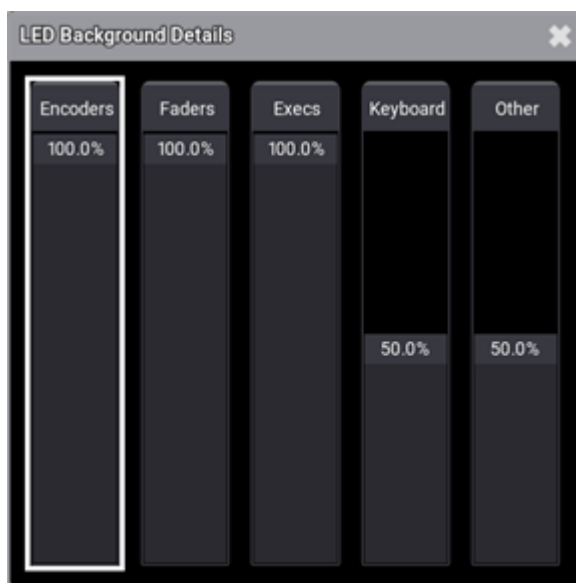 LED Background Details
Encoders Faders Execs Keyboard Other
100.0% 100.0% 100.0%
50.0% 50.0%